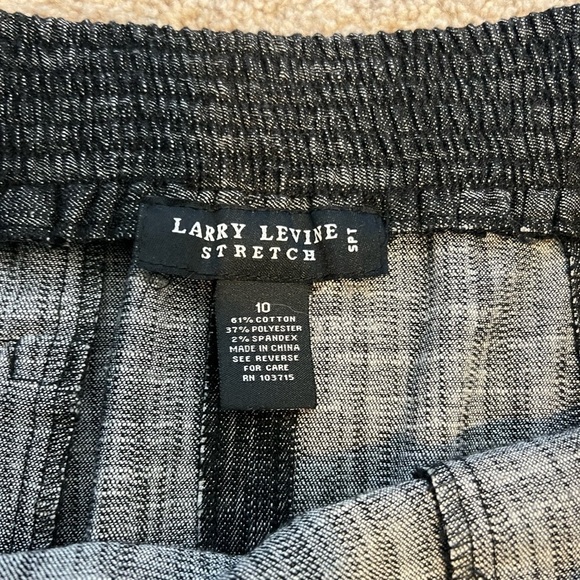 LARRY LEVINE
STRETCH
SPT
10
61% COTTON
37% POLYESTER
2% SPANDEX
MADE IN CHINA
SEE REVERSE
FOR CARE
RN 103715